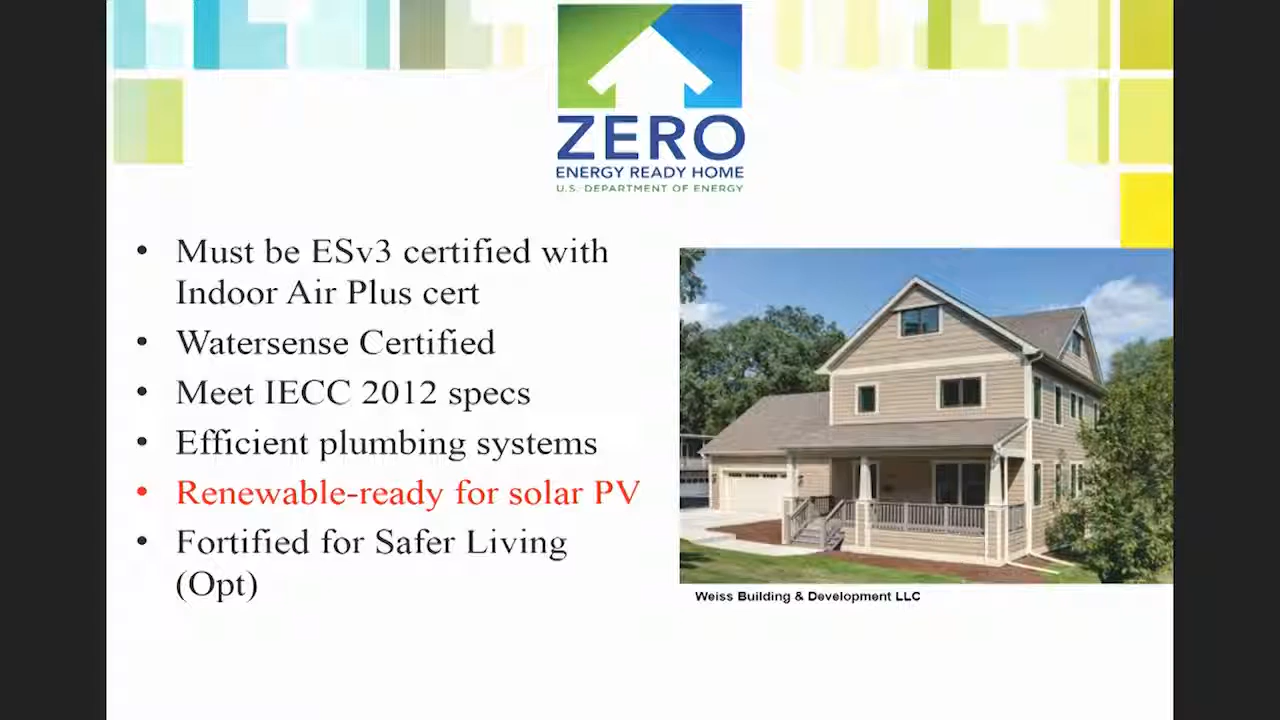 ZERO
ENERGY READY HOME
U.S. DEPARTMENT OF ENERGY
• Must be ESv3 certified with
Indoor Air Plus cert
• Watersense Certified
• Meet IECC 2012 specs
• Efficient plumbing systems
• Renewable-ready for solar PV
• Fortified for Safer Living
(Opt)
Weiss Building & Development LLC